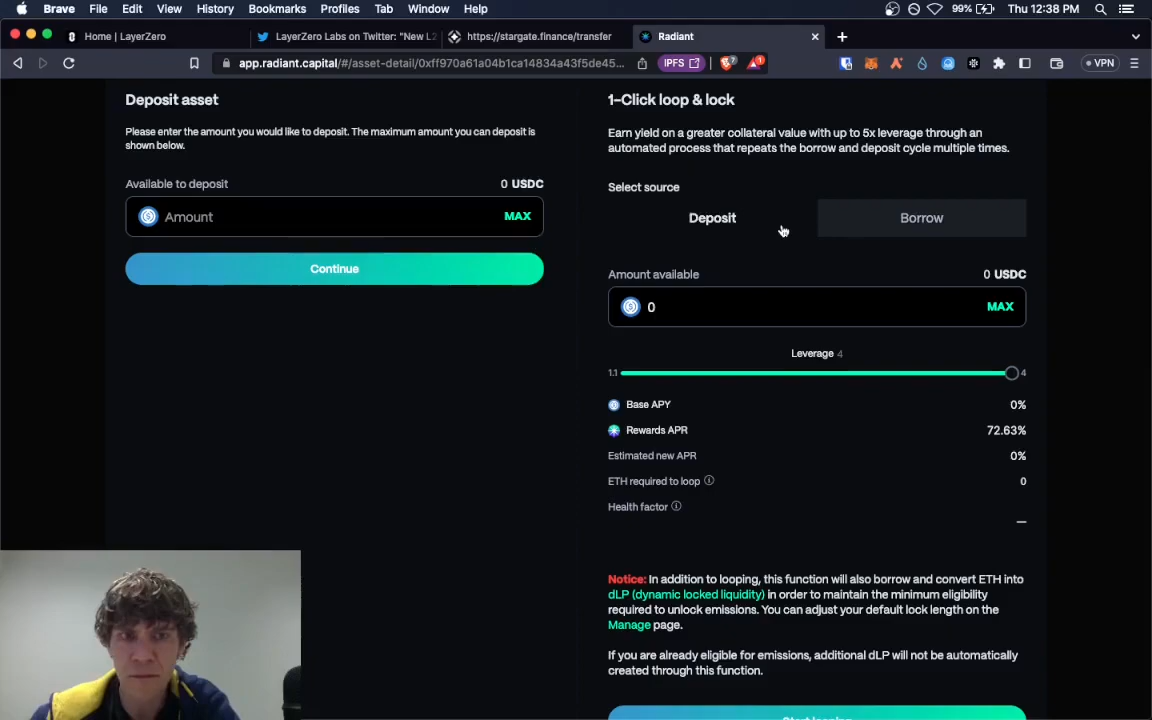 Brave File Edit View History Bookmarks Profiles Tab Window Help 99% Thu 12:38 PM
Home | LayerZero LayerZero Labs on Twitter: "New L2 https://stargate.finance/transfer Radiant
app.radiant.capital/#/asset-detail/0xff970a61a04b1ca14834a43f5de45... IPFS 7 1 VPN
Deposit asset
Please enter the amount you would like to deposit. The maximum amount you can deposit is
shown below.
Available to deposit 0 USDC
Amount MAX
Continue
1-Click loop & lock
Earn yield on a greater collateral value with up to 5x leverage through an
automated process that repeats the borrow and deposit cycle multiple times.
Select source
Deposit Borrow
Amount available 0 USDC
0 MAX
Leverage 4
1.1 4
Base APY 0%
Rewards APR 72.63%
Estimated new APR 0%
ETH required to loop 0
Health factor
—
Notice: In addition to looping, this function will also borrow and convert ETH into
dLP (dynamic locked liquidity) in order to maintain the minimum eligibility
required to unlock emissions. You can adjust your default lock length on the
Manage page.
If you are already eligible for emissions, additional dLP will not be automatically
created through this function.
Start looping